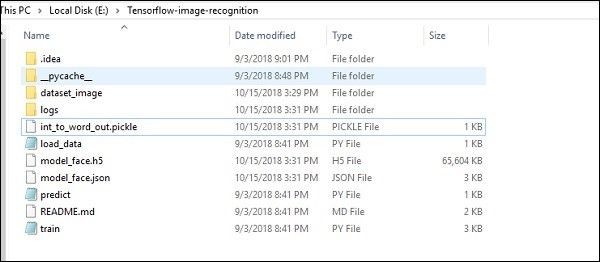 This PC > Local Disk (E:) > Tensorflow-image-recognition
Name Date modified Type Size
.idea 9/3/2018 9:01 PM File folder
__pycache__ 9/3/2018 8:48 PM File folder
dataset_image 10/15/2018 3:29 PM File folder
logs 10/15/2018 3:31 PM File folder
int_to_word_out.pickle 10/15/2018 3:31 PM PICKLE File 1 KB
load_data 9/3/2018 8:41 PM PY File 1 KB
model_face.h5 10/15/2018 3:31 PM H5 File 65,604 KB
model_face.json 10/15/2018 3:31 PM JSON File 3 KB
predict 9/3/2018 8:41 PM PY File 1 KB
README.md 9/3/2018 8:41 PM MD File 2 KB
train 9/3/2018 8:41 PM PY File 3 KB